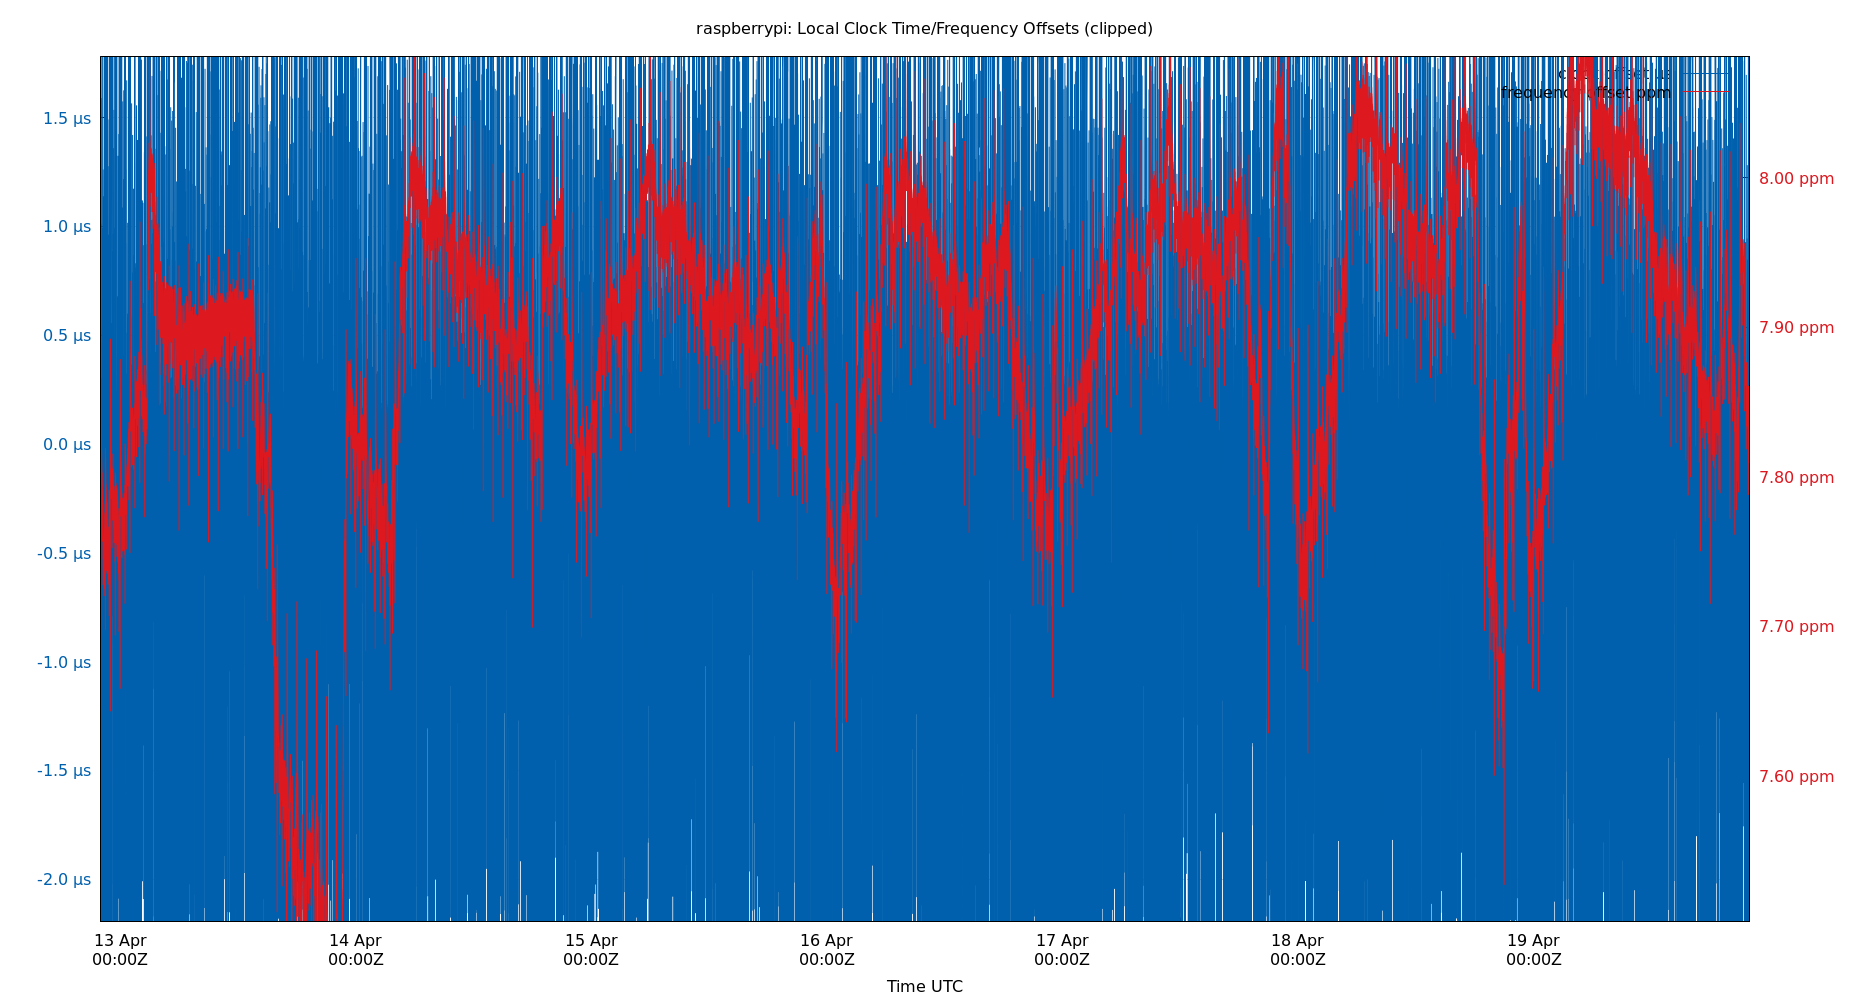 raspberrypi: Local Clock Time/Frequency Offsets (clipped)
offset
frequency offset ppm
1.5 µs
1.0 µs
0.5 µs
0.0 µs
-0.5 µs
-1.0 µs
-1.5 µs
-2.0 µs
8.00 ppm
7.90 ppm
7.80 ppm
7.70 ppm
7.60 ppm
13 Apr 14 Apr 15 Apr 16 Apr 17 Apr 18 Apr 19 Apr
00:00Z 00:00Z 00:00Z 00:00Z 00:00Z 00:00Z 00:00Z
Time UTC